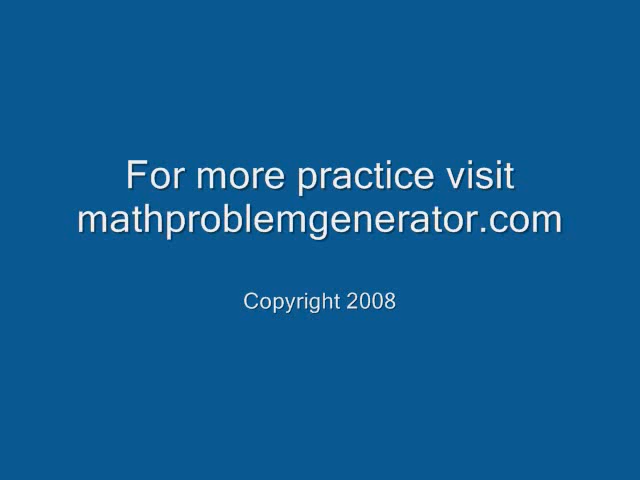 For more practice visit
mathproblemgenerator.com
Copyright 2008